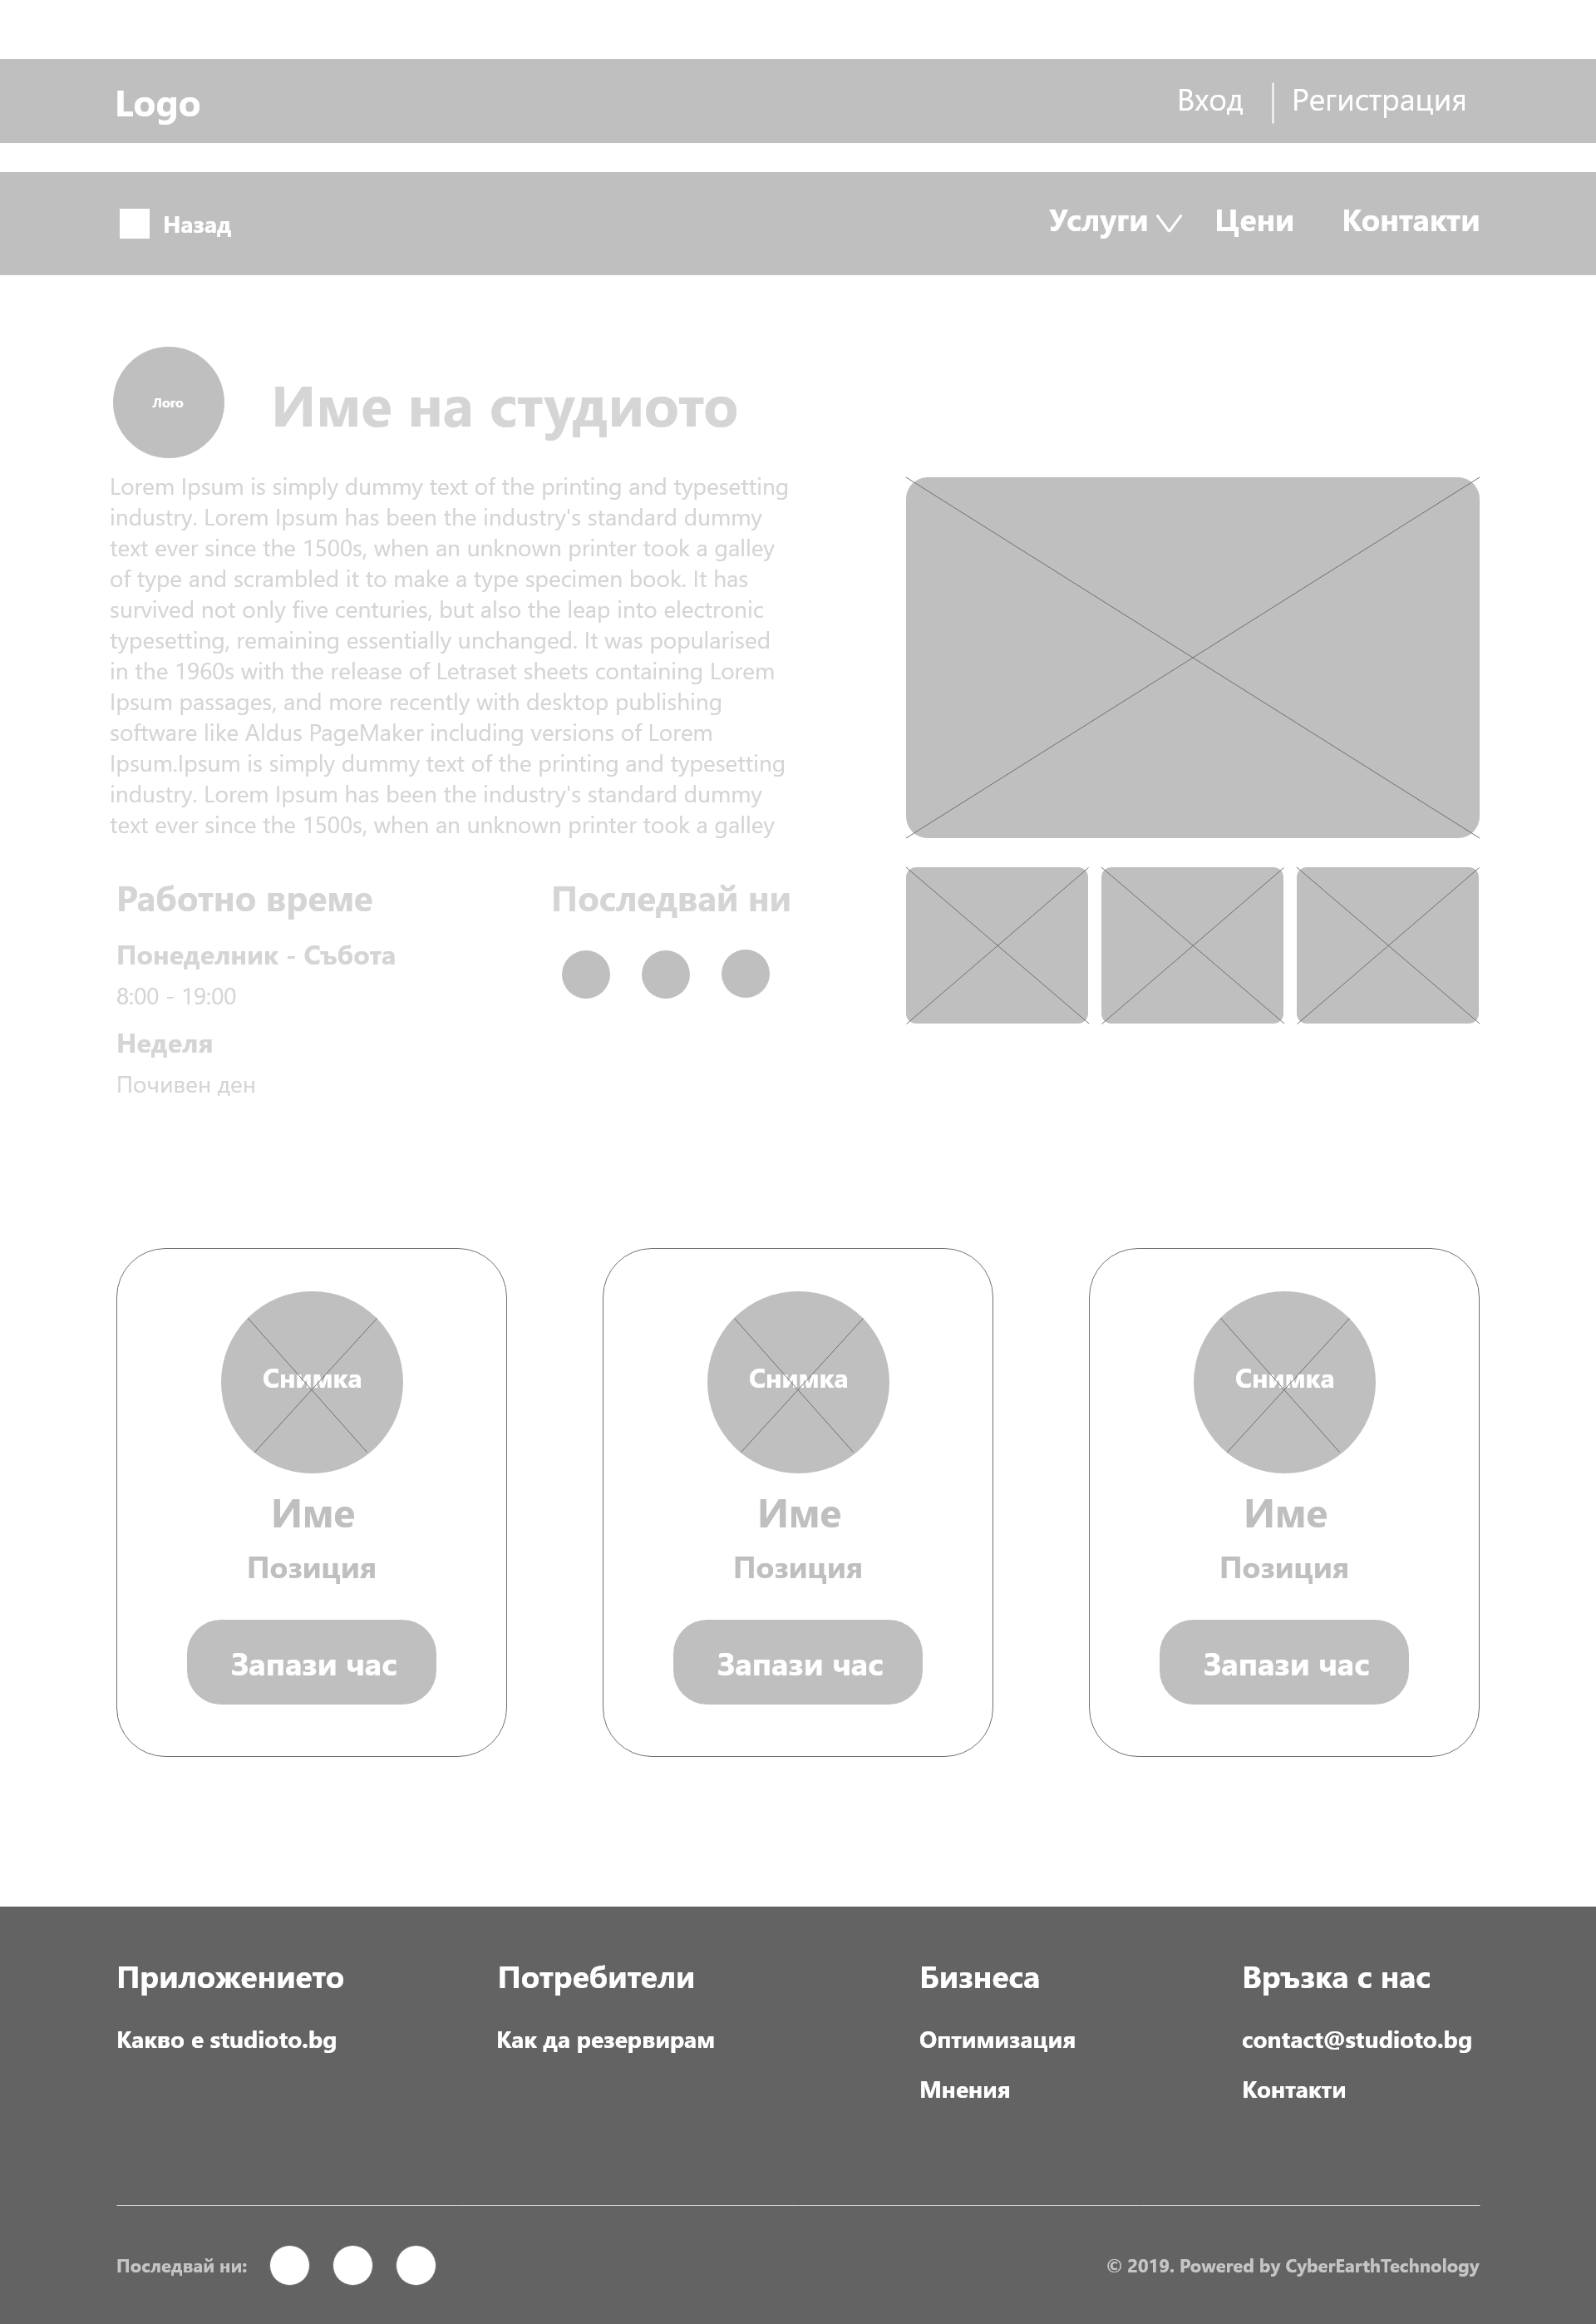 Logo
Вход
Регистрация
Назад
Услуги
Цени
Контакти
Лого
Име на студиото
Lorem Ipsum is simply dummy text of the printing and typesetting
industry. Lorem Ipsum has been the industry's standard dummy
text ever since the 1500s, when an unknown printer took a galley
of type and scrambled it to make a type specimen book. It has
survived not only five centuries, but also the leap into electronic
typesetting, remaining essentially unchanged. It was popularised
in the 1960s with the release of Letraset sheets containing Lorem
Ipsum passages, and more recently with desktop publishing
software like Aldus PageMaker including versions of Lorem
Ipsum.Ipsum is simply dummy text of the printing and typesetting
industry. Lorem Ipsum has been the industry's standard dummy
text ever since the 1500s, when an unknown printer took a galley
Работно време
Понеделник - Събота
8:00 - 19:00
Неделя
Почивен ден
Последвай ни
Снимка
Име
Позиция
Запази час
Снимка
Име
Позиция
Запази час
Снимка
Име
Позиция
Запази час
Приложението
Какво е studioto.bg
Потребители
Как да резервирам
Бизнеса
Оптимизация
Мнения
Връзка с нас
contact@studioto.bg
Контакти
Последвай ни:
© 2019. Powered by CyberEarthTechnology